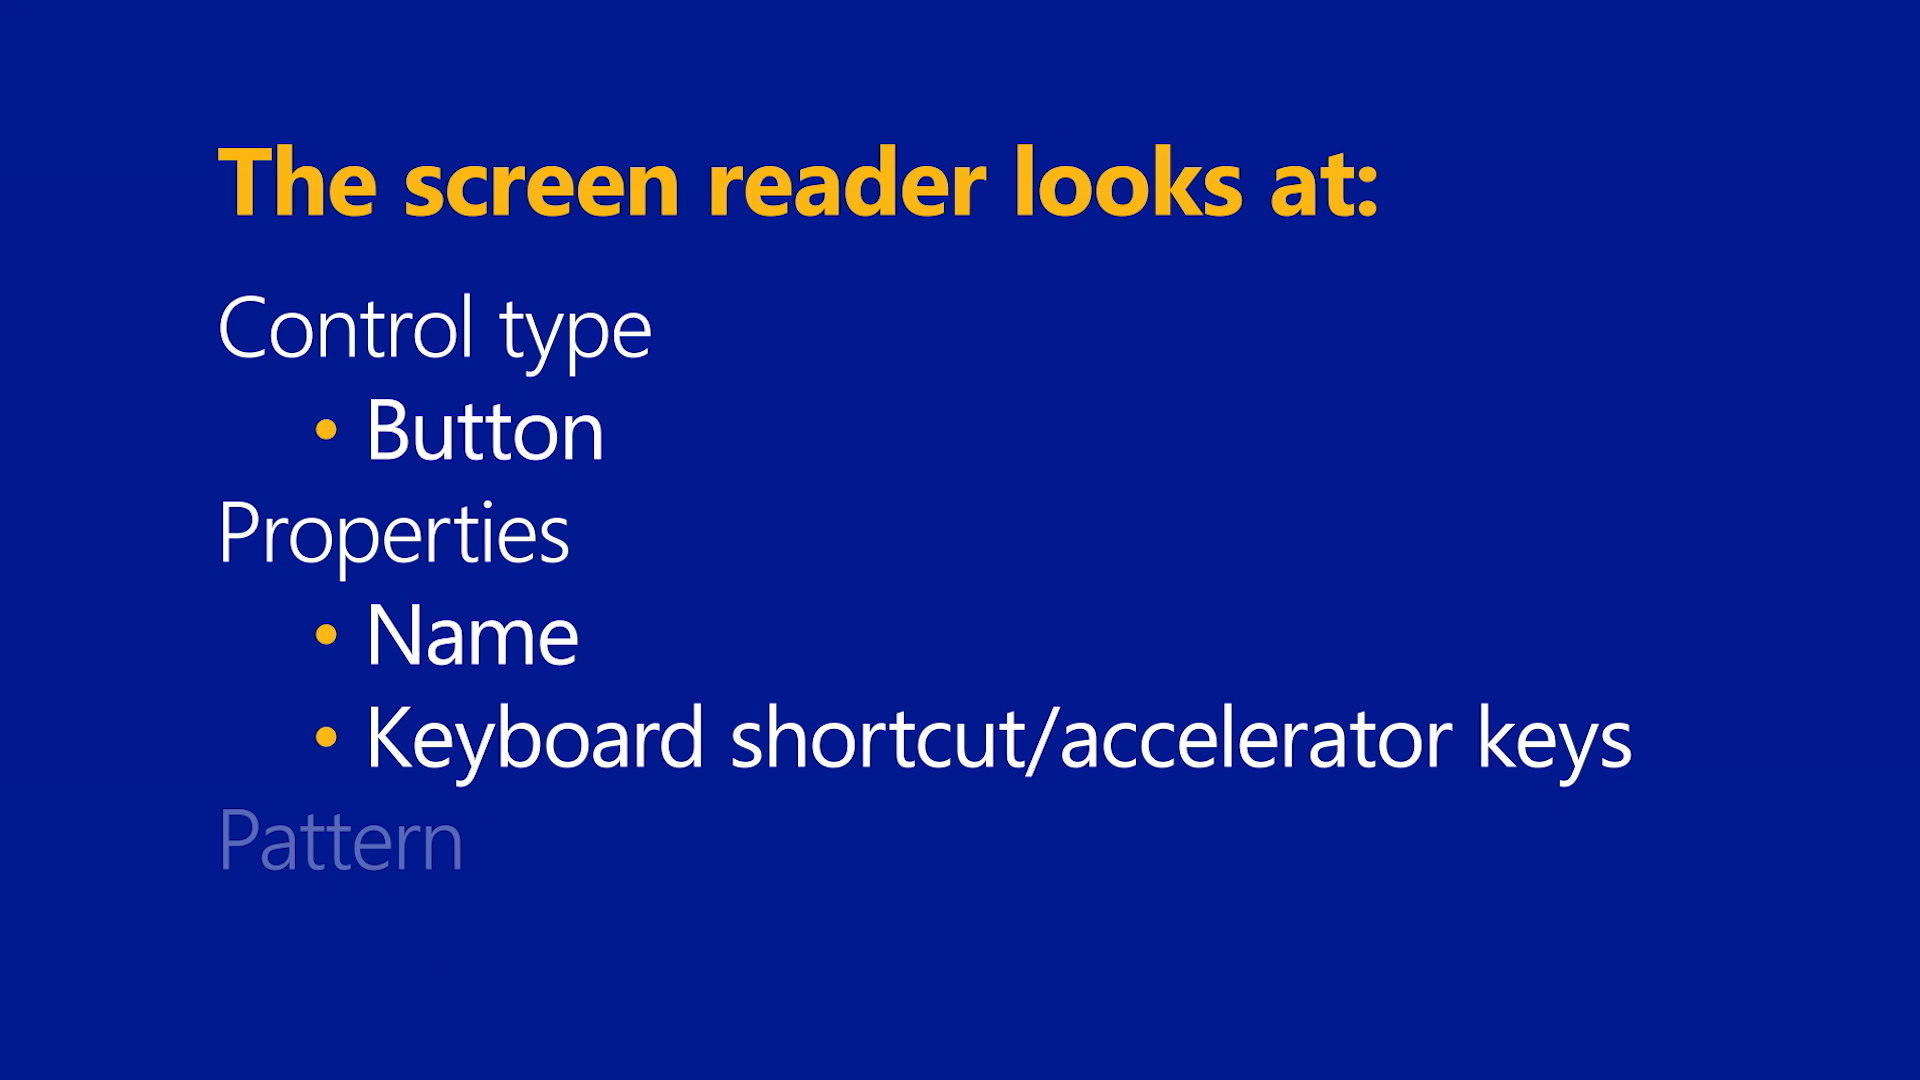 The screen reader looks at:
Control type
• Button
Properties
• Name
• Keyboard shortcut/accelerator keys
Pattern